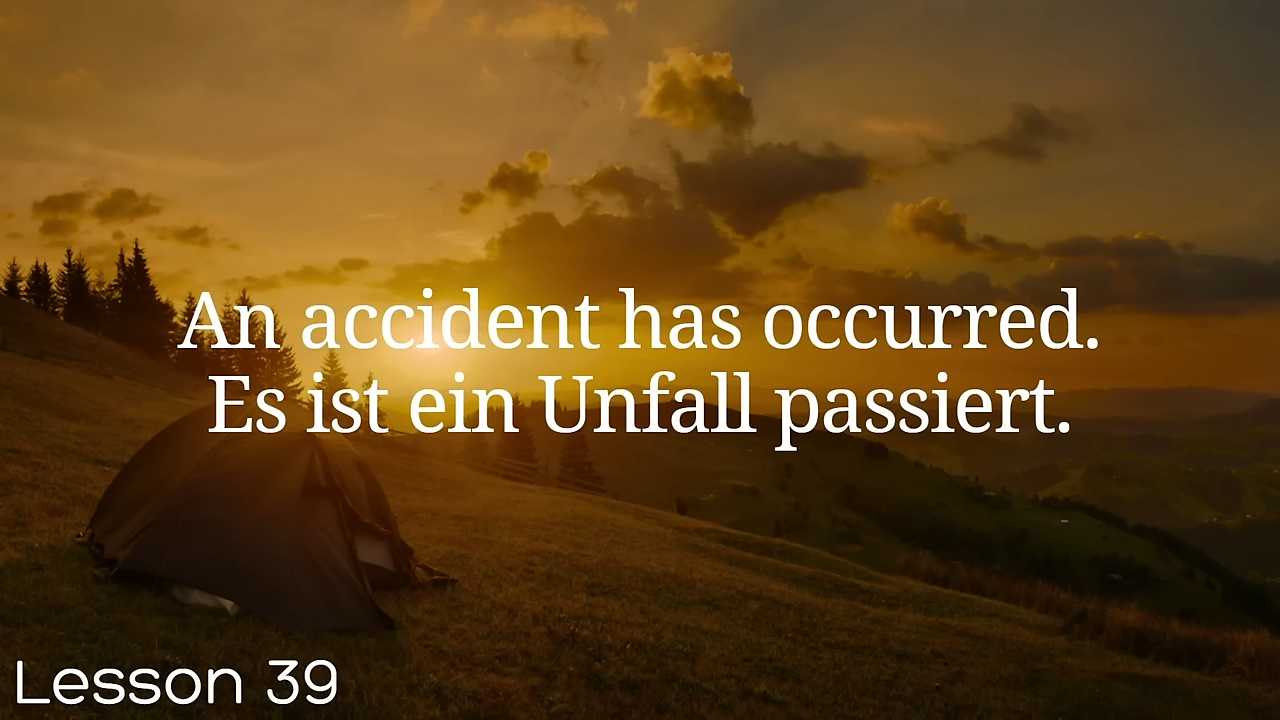 An accident has occurred.
Es ist ein Unfall passiert.
Lesson 39